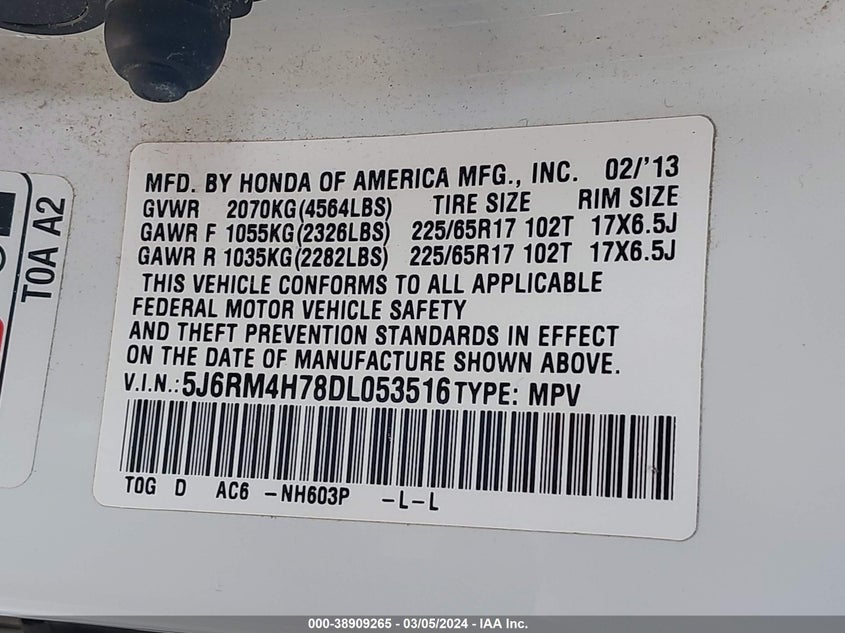 MFD. BY HONDA OF AMERICA MFG., INC. 02/'13
GVWR 2070KG(4564LBS) TIRE SIZE RIM SIZE
GAWR F 1055KG(2326LBS) 225/65R17 102T 17X6.5J
GAWR R 1035KG(2282LBS) 225/65R17 102T 17X6.5J
THIS VEHICLE CONFORMS TO ALL APPLICABLE
FEDERAL MOTOR VEHICLE SAFETY
AND THEFT PREVENTION STANDARDS IN EFFECT
ON THE DATE OF MANUFACTURE SHOWN ABOVE.
V.I.N.:5J6RM4H78DL053516 TYPE: MPV
T0G D AC6 -NH603P -L-L
T0A A2
000-38909265 - 03/05/2024 - IAA Inc.